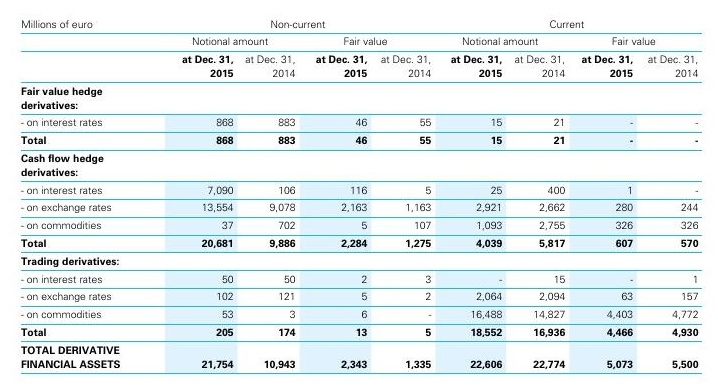 Millions of euro Non-current Current
Notional amount Fair value Notional amount Fair value
at Dec. 31, at Dec. 31, at Dec. 31, at Dec. 31, at Dec. 31, at Dec. 31, at Dec. 31, at Dec. 31,
2015 2014 2015 2014 2015 2014 2015 2014
Fair value hedge
derivatives:
- on interest rates 868 883 46 55 15 21 - -
Total 868 883 46 55 15 21 - -
Cash flow hedge
derivatives:
- on interest rates 7,090 106 116 5 25 400 1 -
- on exchange rates 13,554 9,078 2,163 1,163 2,921 2,662 280 244
- on commodities 37 702 5 107 1,093 2,755 326 326
Total 20,681 9,886 2,284 1,275 4,039 5,817 607 570
Trading derivatives:
- on interest rates 50 50 2 3 - 15 - 1
- on exchange rates 102 121 5 2 2,064 2,094 63 157
- on commodities 53 3 6 - 16,488 14,827 4,403 4,772
Total 205 174 13 5 18,552 16,936 4,466 4,930
TOTAL DERIVATIVE
FINANCIAL ASSETS 21,754 10,943 2,343 1,335 22,606 22,774 5,073 5,500